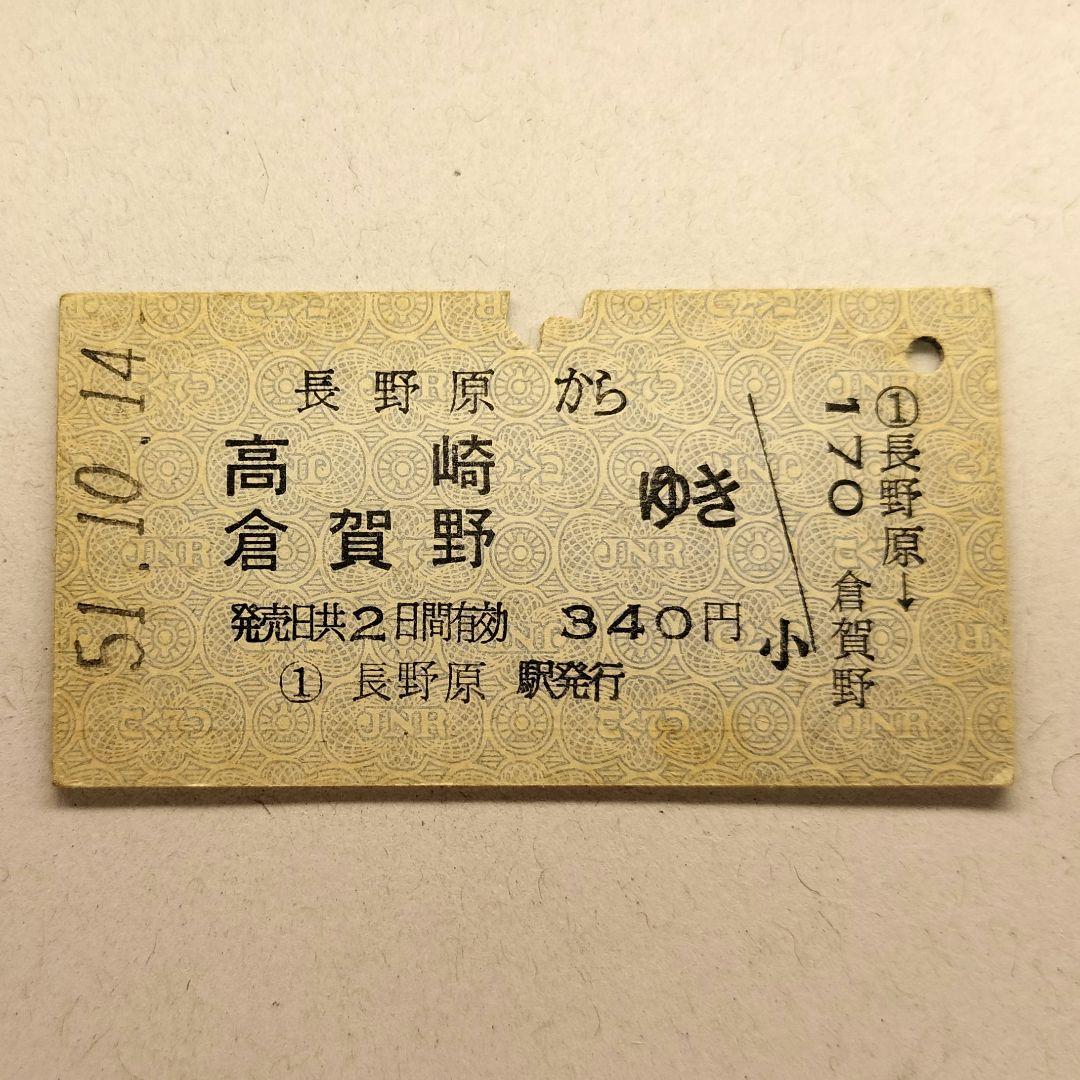 51.10.14
長野原 から
高崎
倉賀野
ゆき
発売日共2日間有効 340円
① 長野原 駅発行
小
①長野原→
170 倉賀野